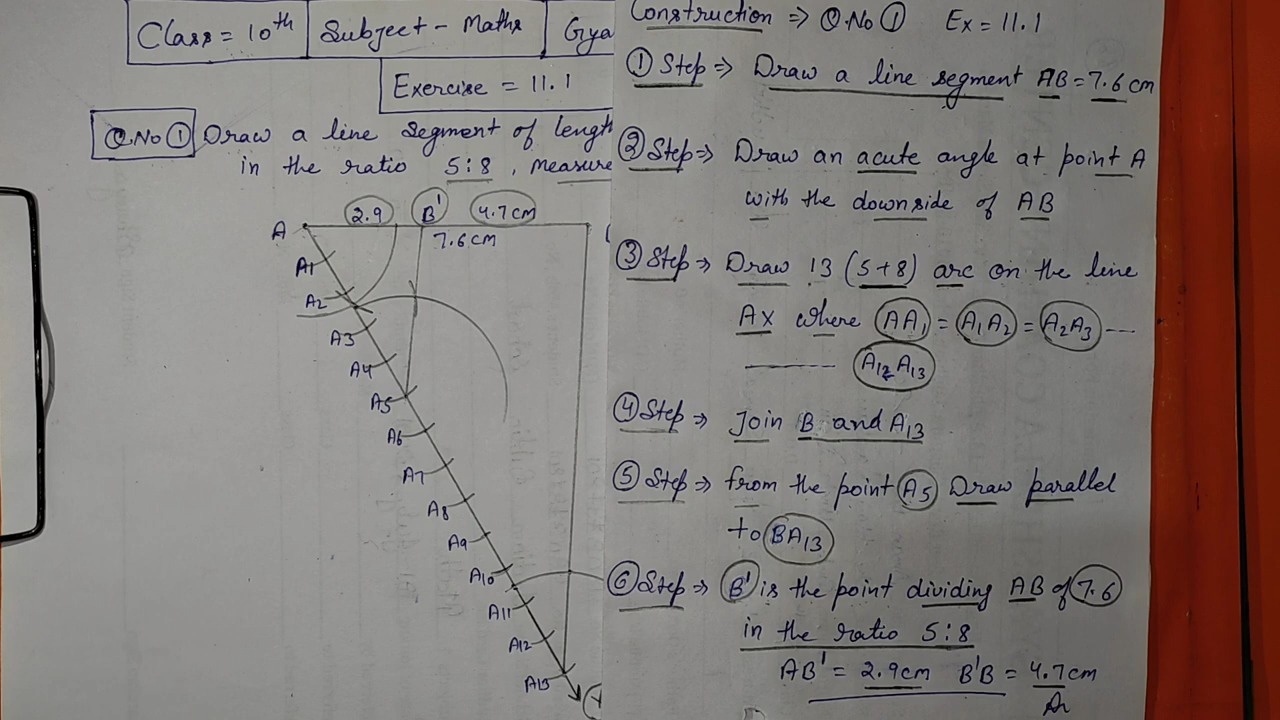 Class = 10th
Subject - Maths
Gya
Exercise = 11.1
Q.No ① Draw a line segment of length
in the ratio 5:8, measure
2.9
B'
4.7cm
A
7.6cm
A1
A2
A3
A4
A5
A6
A7
A8
A9
A10
A11
A12
A13
Construction ⇒ Q.No ① Ex = 11.1
① Step ⇒ Draw a line segment AB = 7.6 cm
② Step ⇒ Draw an acute angle at point A
with the downside of AB
③ Step ⇒ Draw 13 (5+8) arc on the line
AX where AA1 = A1A2 = A2A3 ----
------- A12A13
④ Step ⇒ Join B and A13
⑤ Step ⇒ from the point A5 Draw parallel
to BA13
⑥ Step ⇒ B' is the point dividing AB of 7.6
in the ratio 5:8
AB' = 2.9cm B'B = 4.7cm